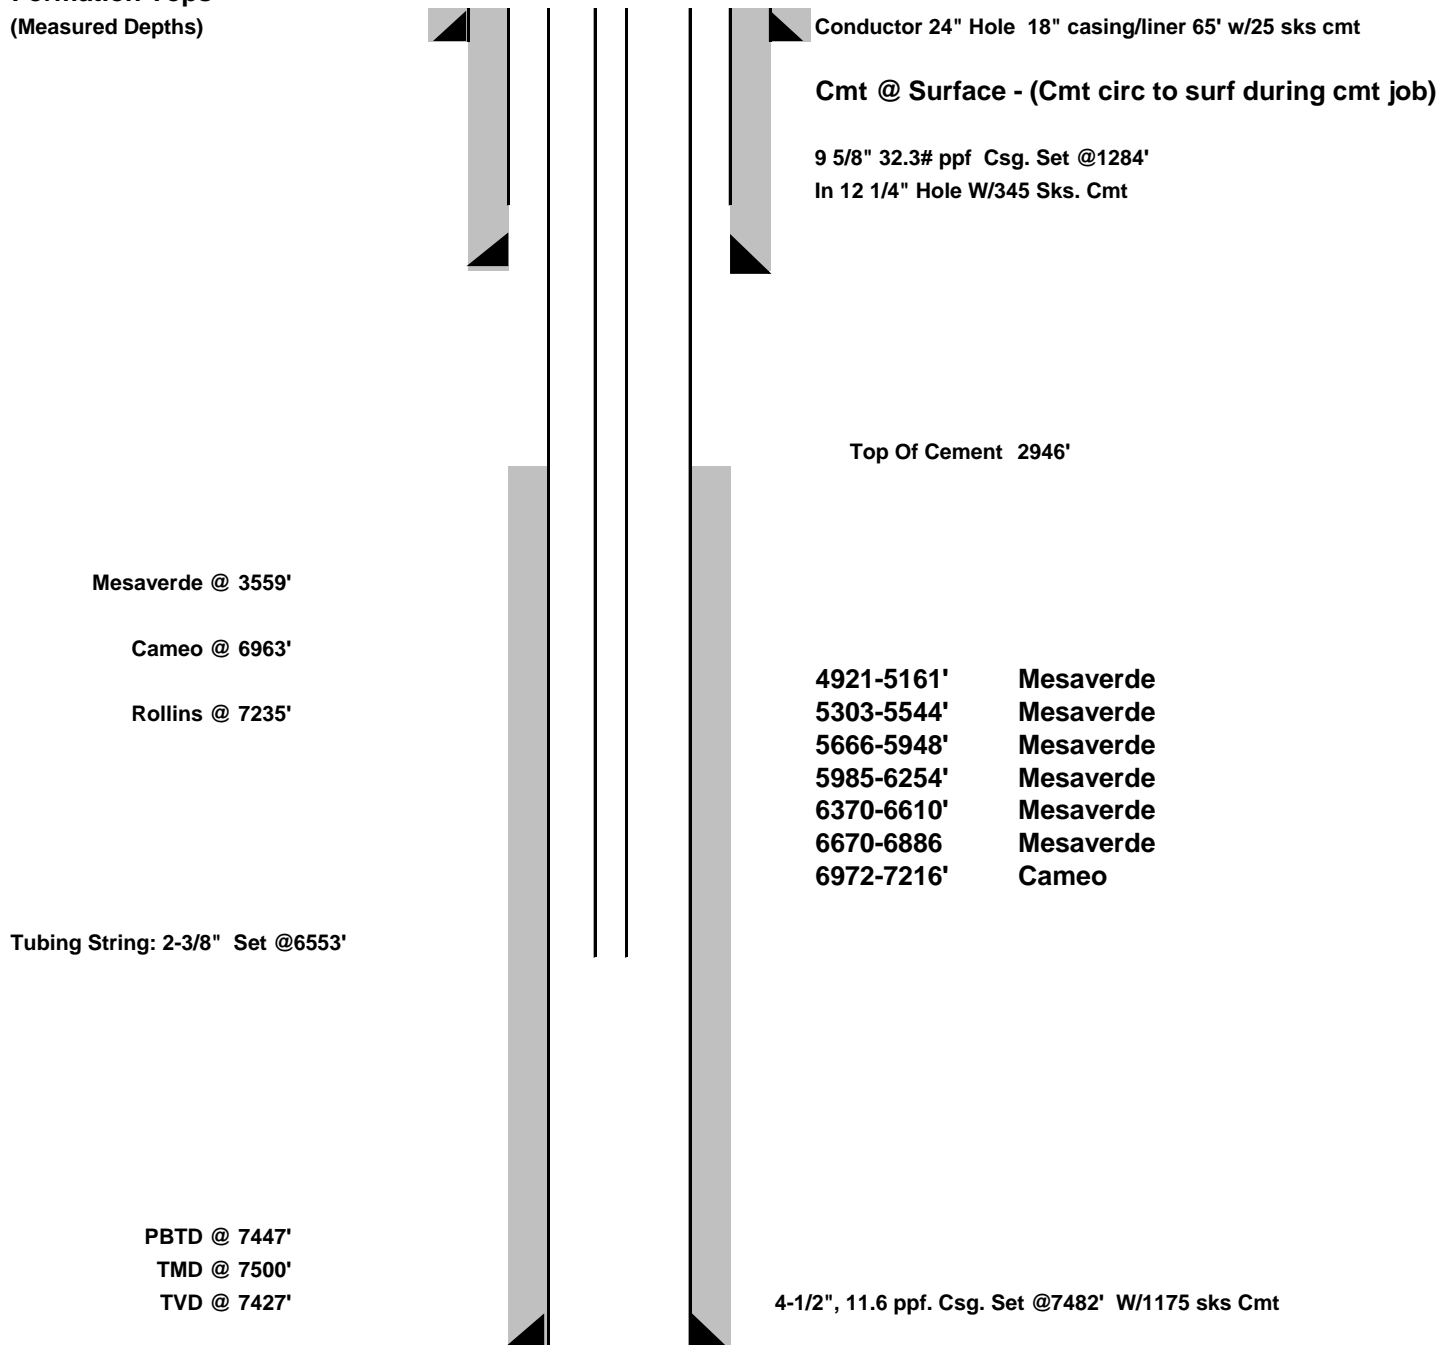 (Measured Depths)
Conductor 24" Hole 18" casing/liner 65' w/25 sks cmt
Cmt @ Surface - (Cmt circ to surf during cmt job)
9 5/8" 32.3# ppf Csg. Set @1284'
In 12 1/4" Hole W/345 Sks. Cmt
Top Of Cement 2946'
Mesaverde @ 3559'
Cameo @ 6963'
Rollins @ 7235'
4921-5161' Mesaverde
5303-5544' Mesaverde
5666-5948' Mesaverde
5985-6254' Mesaverde
6370-6610' Mesaverde
6670-6886 Mesaverde
6972-7216' Cameo
Tubing String: 2-3/8" Set @6553'
PBTD @ 7447'
TMD @ 7500'
TVD @ 7427'
4-1/2", 11.6 ppf. Csg. Set @7482' W/1175 sks Cmt